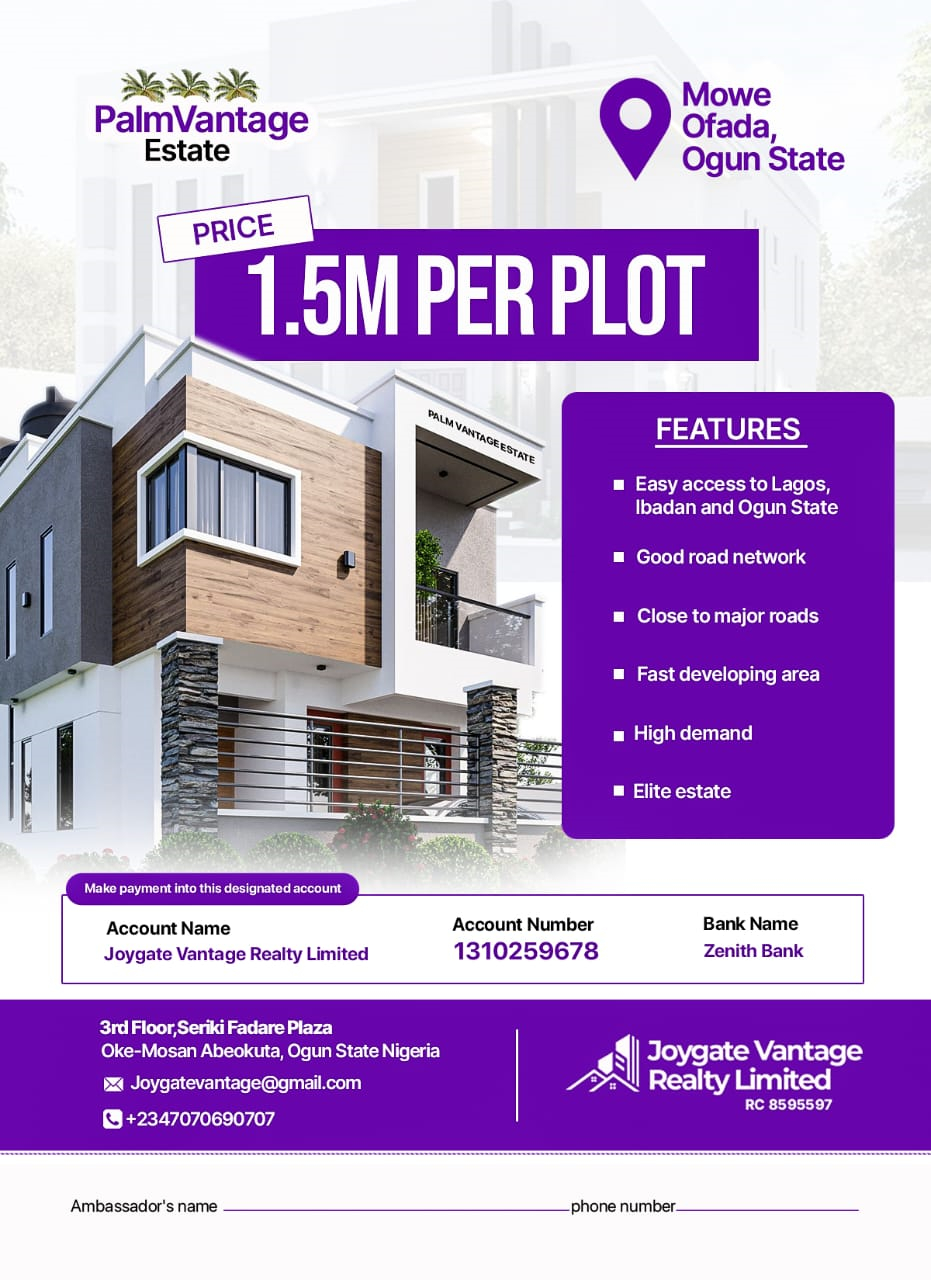 PalmVantage
Estate
Mowe
Ofada,
Ogun State
PRICE
1.5M PER PLOT
PALM VANTAGE ESTATE
FEATURES
Easy access to Lagos,
Ibadan and Ogun State
Good road network
Close to major roads
Fast developing area
High demand
Elite estate
Make payment into this designated account
Account Name
Joygate Vantage Realty Limited
Account Number
1310259678
Bank Name
Zenith Bank
3rd Floor,Seriki Fadare Plaza
Oke-Mosan Abeokuta, Ogun State Nigeria
Joygatevantage@gmail.com
+2347070690707
Joygate Vantage
Realty Limited
RC 8595597
Ambassador's name phone number